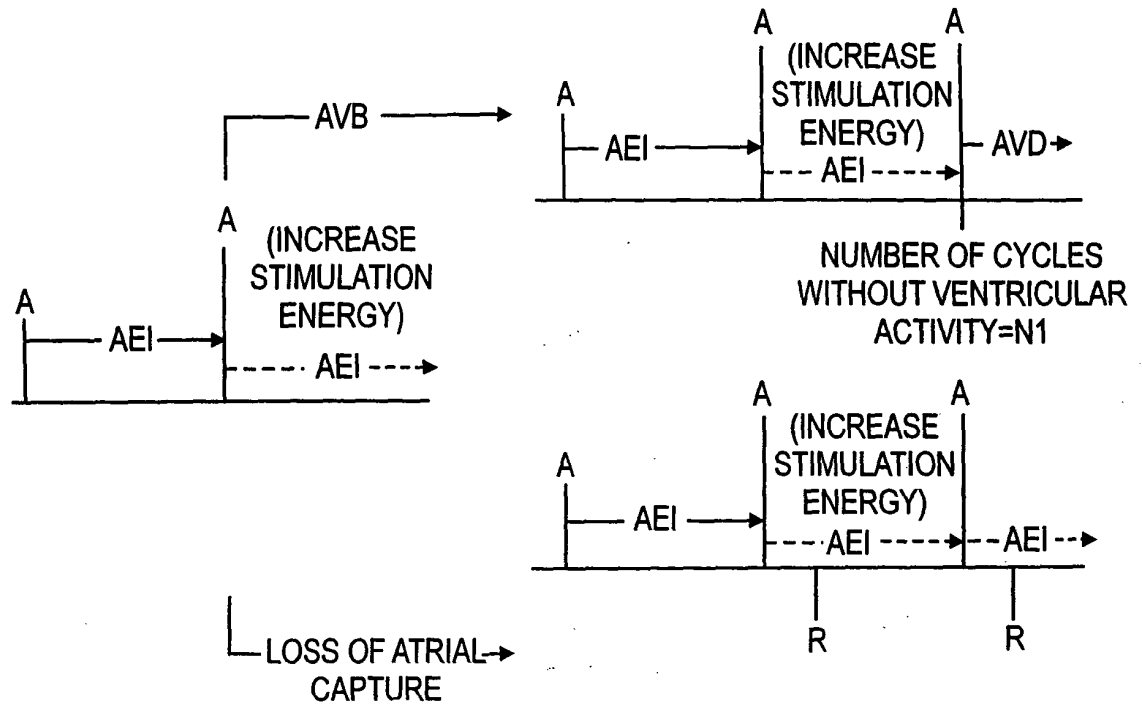 A
AEI
A
(INCREASE
STIMULATION
ENERGY)
AEI
AVB
A
AEI
A
(INCREASE
STIMULATION
ENERGY)
AEI
A
AVD
NUMBER OF CYCLES
WITHOUT VENTRICULAR
ACTIVITY=N1
LOSS OF ATRIAL
CAPTURE
A
AEI
A
(INCREASE
STIMULATION
ENERGY)
AEI
A
AEI
R
R